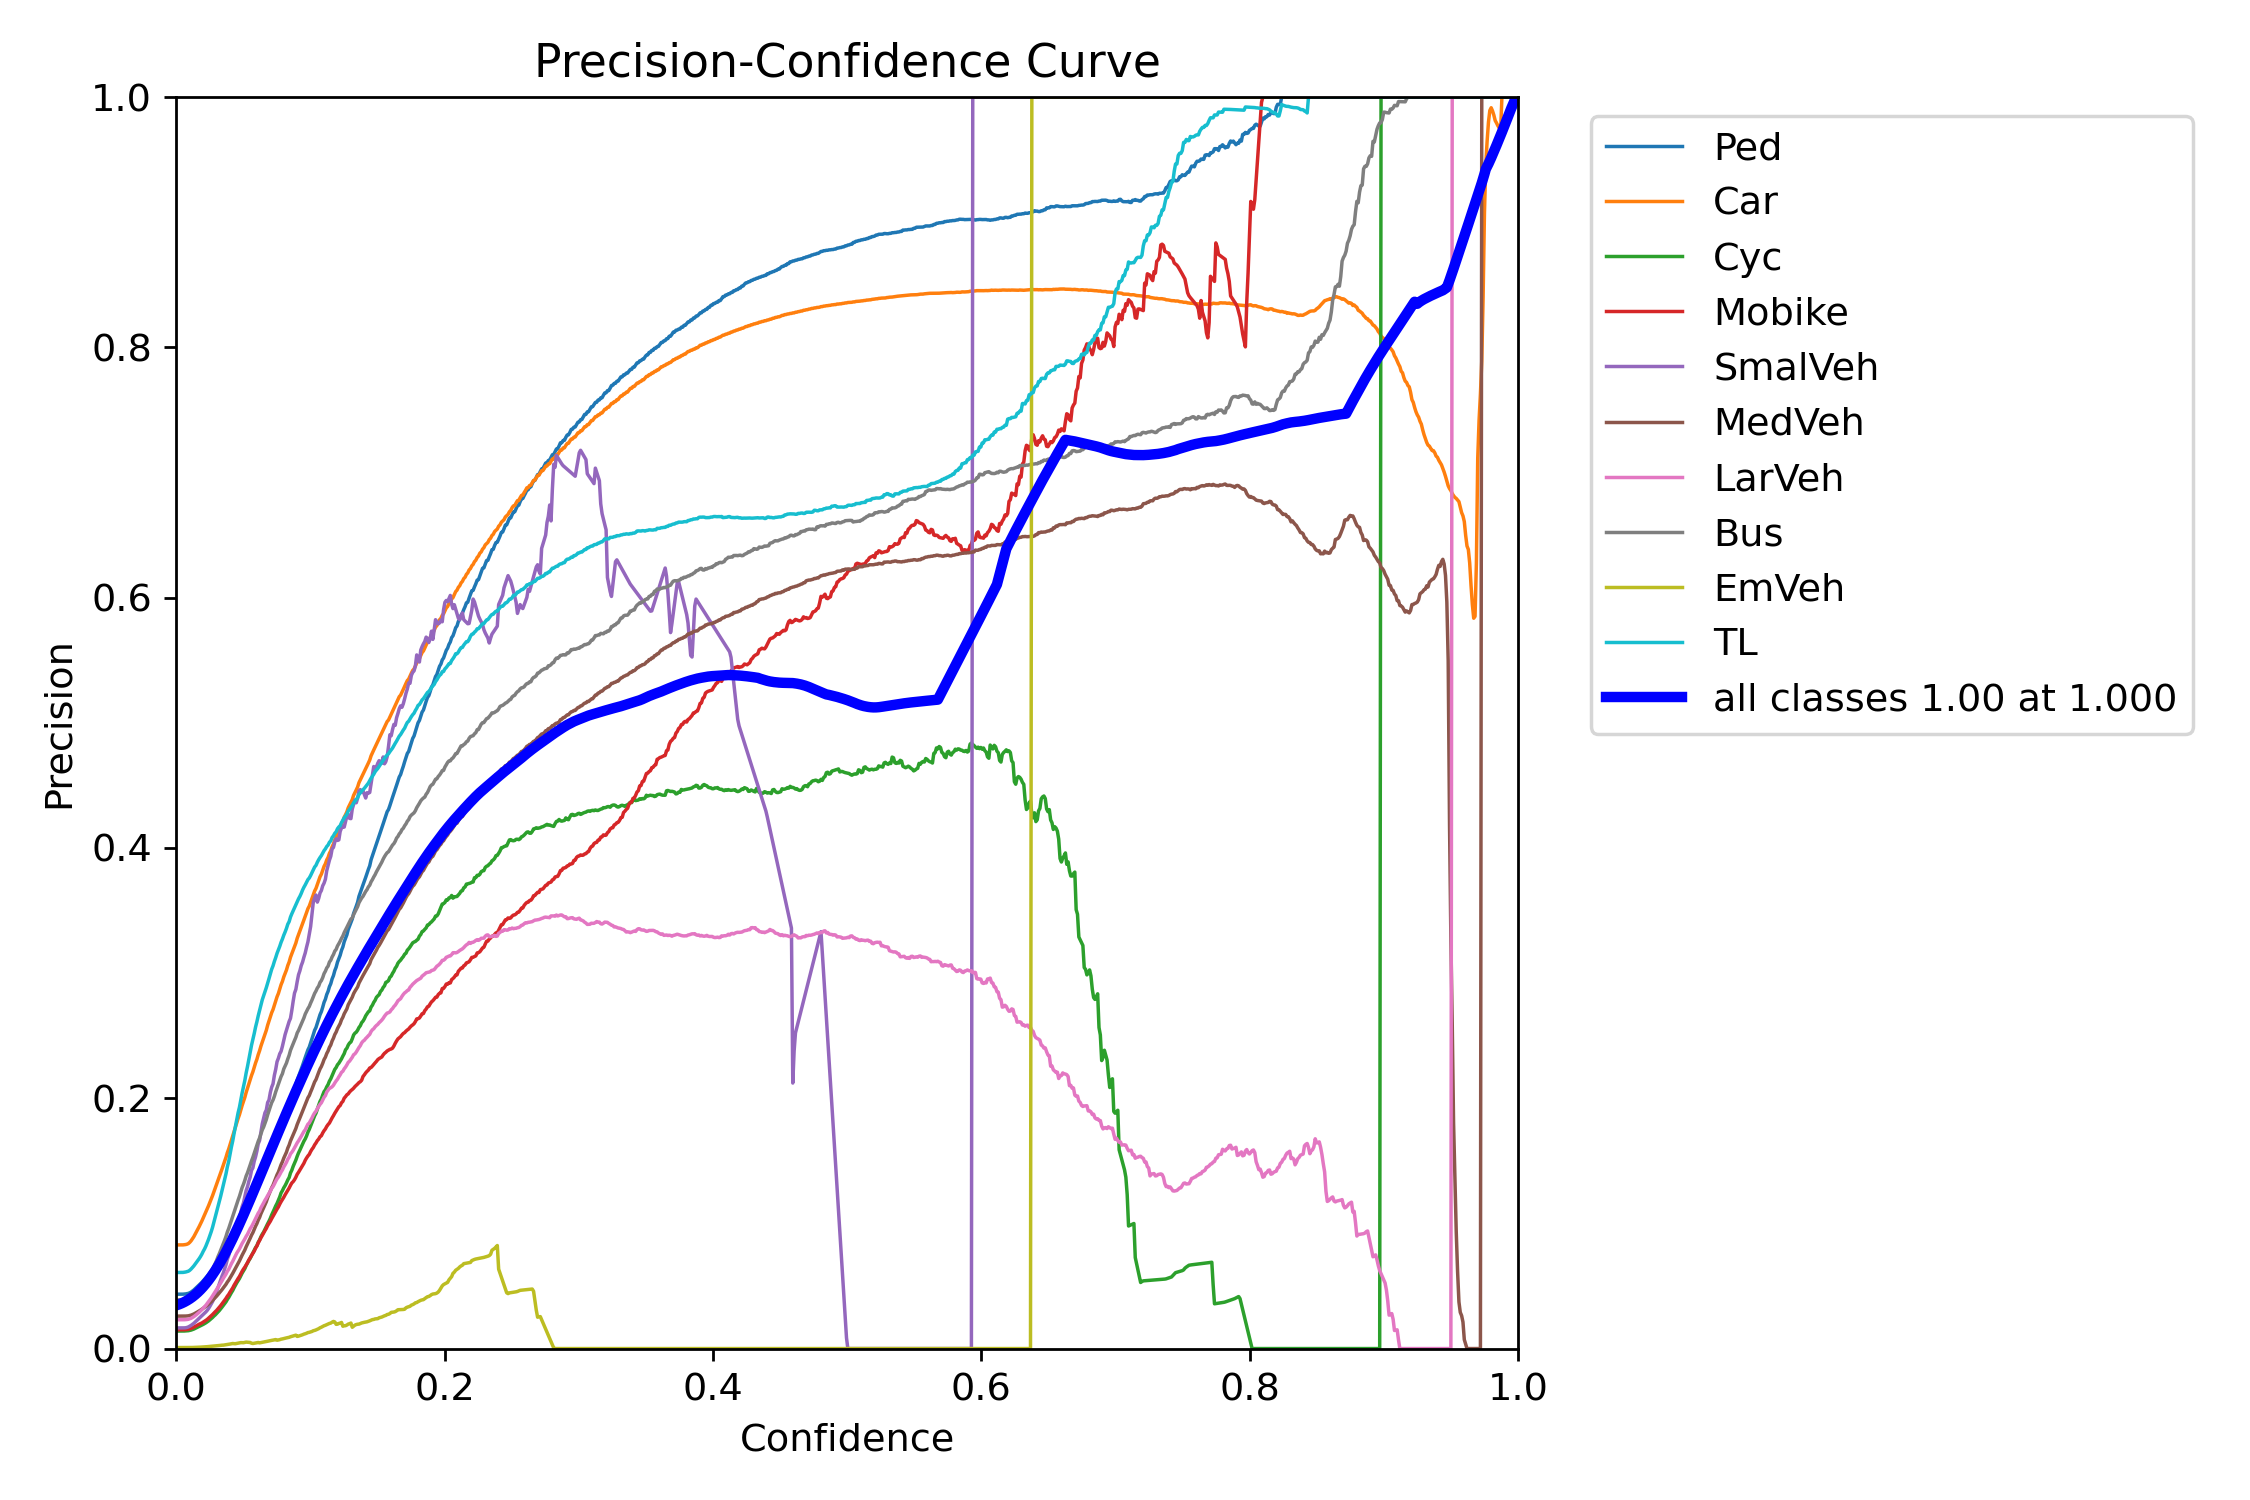 Precision-Confidence Curve
1.0
0.8
0.6
0.4
0.2
0.0
Precision
0.0 0.2 0.4 0.6 0.8 1.0
Confidence
Ped
Car
Cyc
Mobike
SmalVeh
MedVeh
LarVeh
Bus
EmVeh
TL
all classes 1.00 at 1.000